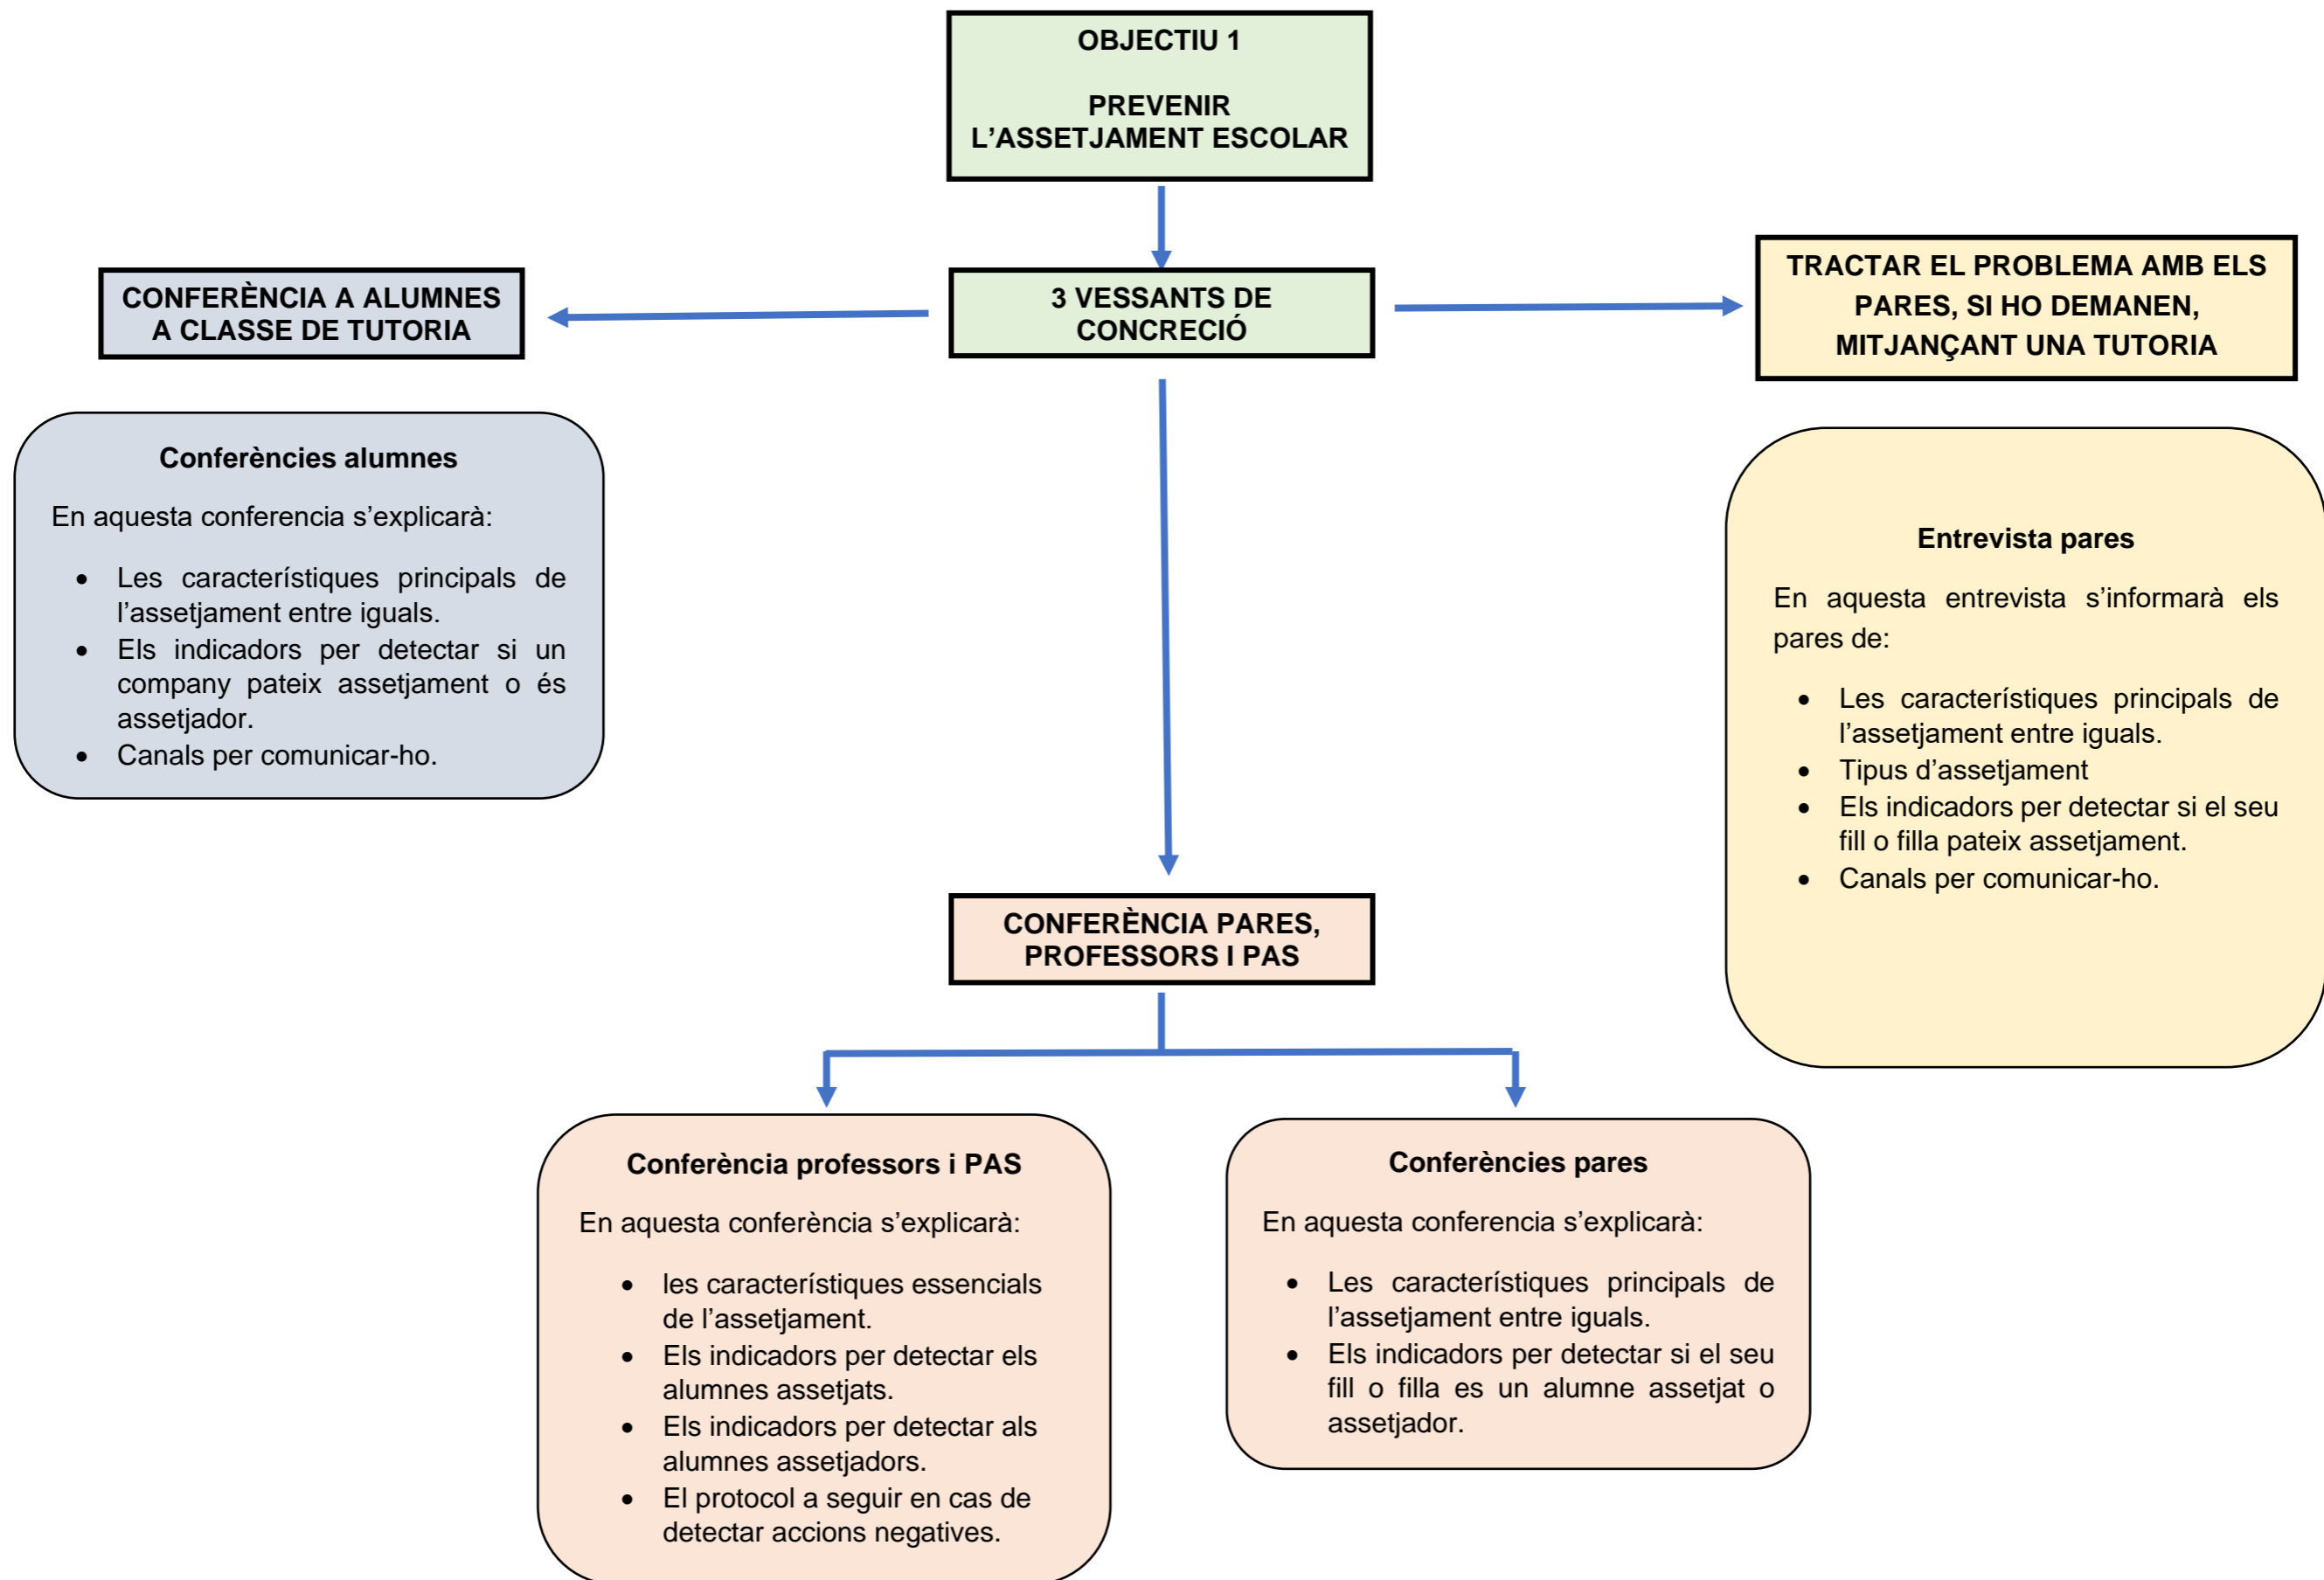 OBJECTIU 1
PREVENIR
L’ASSETJAMENT ESCOLAR
CONFERÈNCIA A ALUMNES
A CLASSE DE TUTORIA
3 VESSANTS DE
CONCRECIÓ
TRACTAR EL PROBLEMA AMB ELS
PARES, SI HO DEMANEN,
MITJANÇANT UNA TUTORIA
Conferències alumnes
En aquesta conferencia s’explicarà:
• Les característiques principals de
l’assetjament entre iguals.
• Els indicadors per detectar si un
company pateix assetjament o és
assetjador.
• Canals per comunicar-ho.
Entrevista pares
En aquesta entrevista s’informarà els
pares de:
• Les característiques principals de
l’assetjament entre iguals.
• Tipus d’assetjament
• Els indicadors per detectar si el seu
fill o filla pateix assetjament.
• Canals per comunicar-ho.
CONFERÈNCIA PARES,
PROFESSORS I PAS
Conferència professors i PAS
En aquesta conferència s’explicarà:
• les característiques essencials
de l’assetjament.
• Els indicadors per detectar els
alumnes assetjats.
• Els indicadors per detectar als
alumnes assetjadors.
• El protocol a seguir en cas de
detectar accions negatives.
Conferències pares
En aquesta conferencia s’explicarà:
• Les característiques principals de
l’assetjament entre iguals.
• Els indicadors per detectar si el seu
fill o filla es un alumne assetjat o
assetjador.